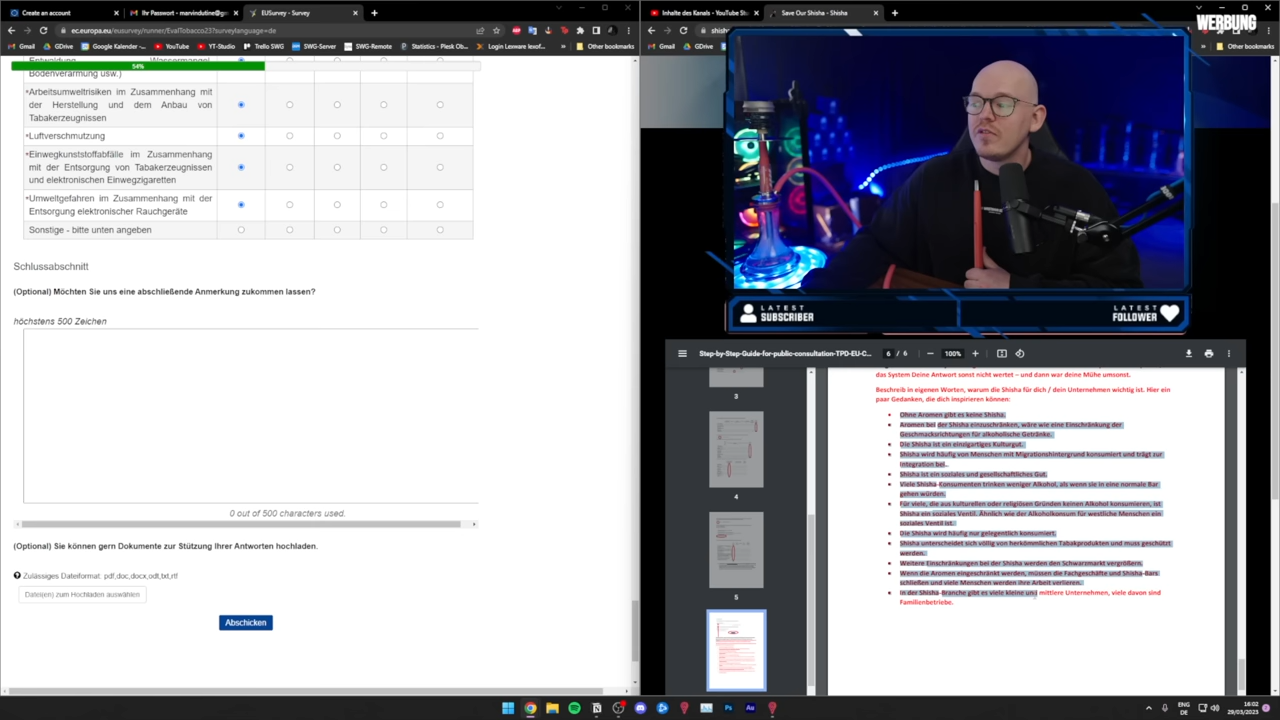 Create an account
Ihr Passwort - marvindutine@gm
EUSurvey - Survey
ec.europa.eu/eusurvey/runner/EvalTobacco23?surveylanguage=de
Gmail
GDrive
Google Kalender -...
YouTube
YT-Studio
Trello SWG
SWG-Server
SWG-Remote
Statistics - Plesk Ob...
Login Leware lexof...
Other bookmarks
54%
Bodenverarmung usw.)
*Arbeitsumweltrisiken im Zusammenhang mit
der Herstellung und dem Anbau von
Tabakerzeugnissen
*Luftverschmutzung
*Einwegkunststoffabfälle im Zusammenhang
mit der Entsorgung von Tabakerzeugnissen
und elektronischen Einwegzigaretten
*Umweltgefahren im Zusammenhang mit der
Entsorgung elektronischer Rauchgeräte
Sonstige - bitte unten angeben
Schlussabschnitt
(Optional) Möchten Sie uns eine abschließende Anmerkung zukommen lassen?
höchstens 500 Zeichen
0 out of 500 characters used.
(Optional) Sie können gern Dokumente zur Stützung Ihrer Antworten hochladen.
Zulässiges Dateiformat: pdf,doc,docx,odt,txt,rtf
Datei(en) zum Hochladen auswählen
Abschicken
Inhalte des Kanals - YouTube St
Save Our Shisha - Shisha
WERBUNG
Gmail
GDrive
Other bookmarks
LATEST
SUBSCRIBER
LATEST
FOLLOWER
Step-by-Step-Guide-for-public-consultation-TPD-EU-C...
6 / 6
100%
3
4
5
das System Deine Antwort sonst nicht wertet – und dann war deine Mühe umsonst.
Beschreib in eigenen Worten, warum die Shisha für dich / dein Unternehmen wichtig ist. Hier ein
paar Gedanken, die dich inspirieren können:
• Ohne Aromen gibt es keine Shisha.
• Aromen bei der Shisha einzuschränken, wäre wie eine Einschränkung der
Geschmacksrichtungen für alkoholische Getränke.
• Die Shisha ist ein einzigartiges Kulturgut.
• Shisha wird häufig von Menschen mit Migrationshintergrund konsumiert und trägt zur
Integration bei.
• Shisha ist ein soziales und gesellschaftliches Gut.
• Viele Shisha-Konsumenten trinken weniger Alkohol, als wenn sie in eine normale Bar
gehen würden.
• Für viele, die aus kulturellen oder religiösen Gründen keinen Alkohol konsumieren, ist
Shisha ein soziales Ventil. Ähnlich wie der Alkoholkonsum für westliche Menschen ein
soziales Ventil ist.
• Die Shisha wird häufig nur gelegentlich konsumiert.
• Shisha unterscheidet sich völlig von herkömmlichen Tabakprodukten und muss geschützt
werden.
• Weitere Einschränkungen bei der Shisha werden den Schwarzmarkt vergrößern.
• Wenn die Aromen eingeschränkt werden, müssen die Fachgeschäfte und Shisha-Bars
schließen und viele Menschen werden ihre Arbeit verlieren.
• In der Shisha-Branche gibt es viele kleine und mittlere Unternehmen, viele davon sind
Familienbetriebe.
ENG
DE
16:02
29/03/2023